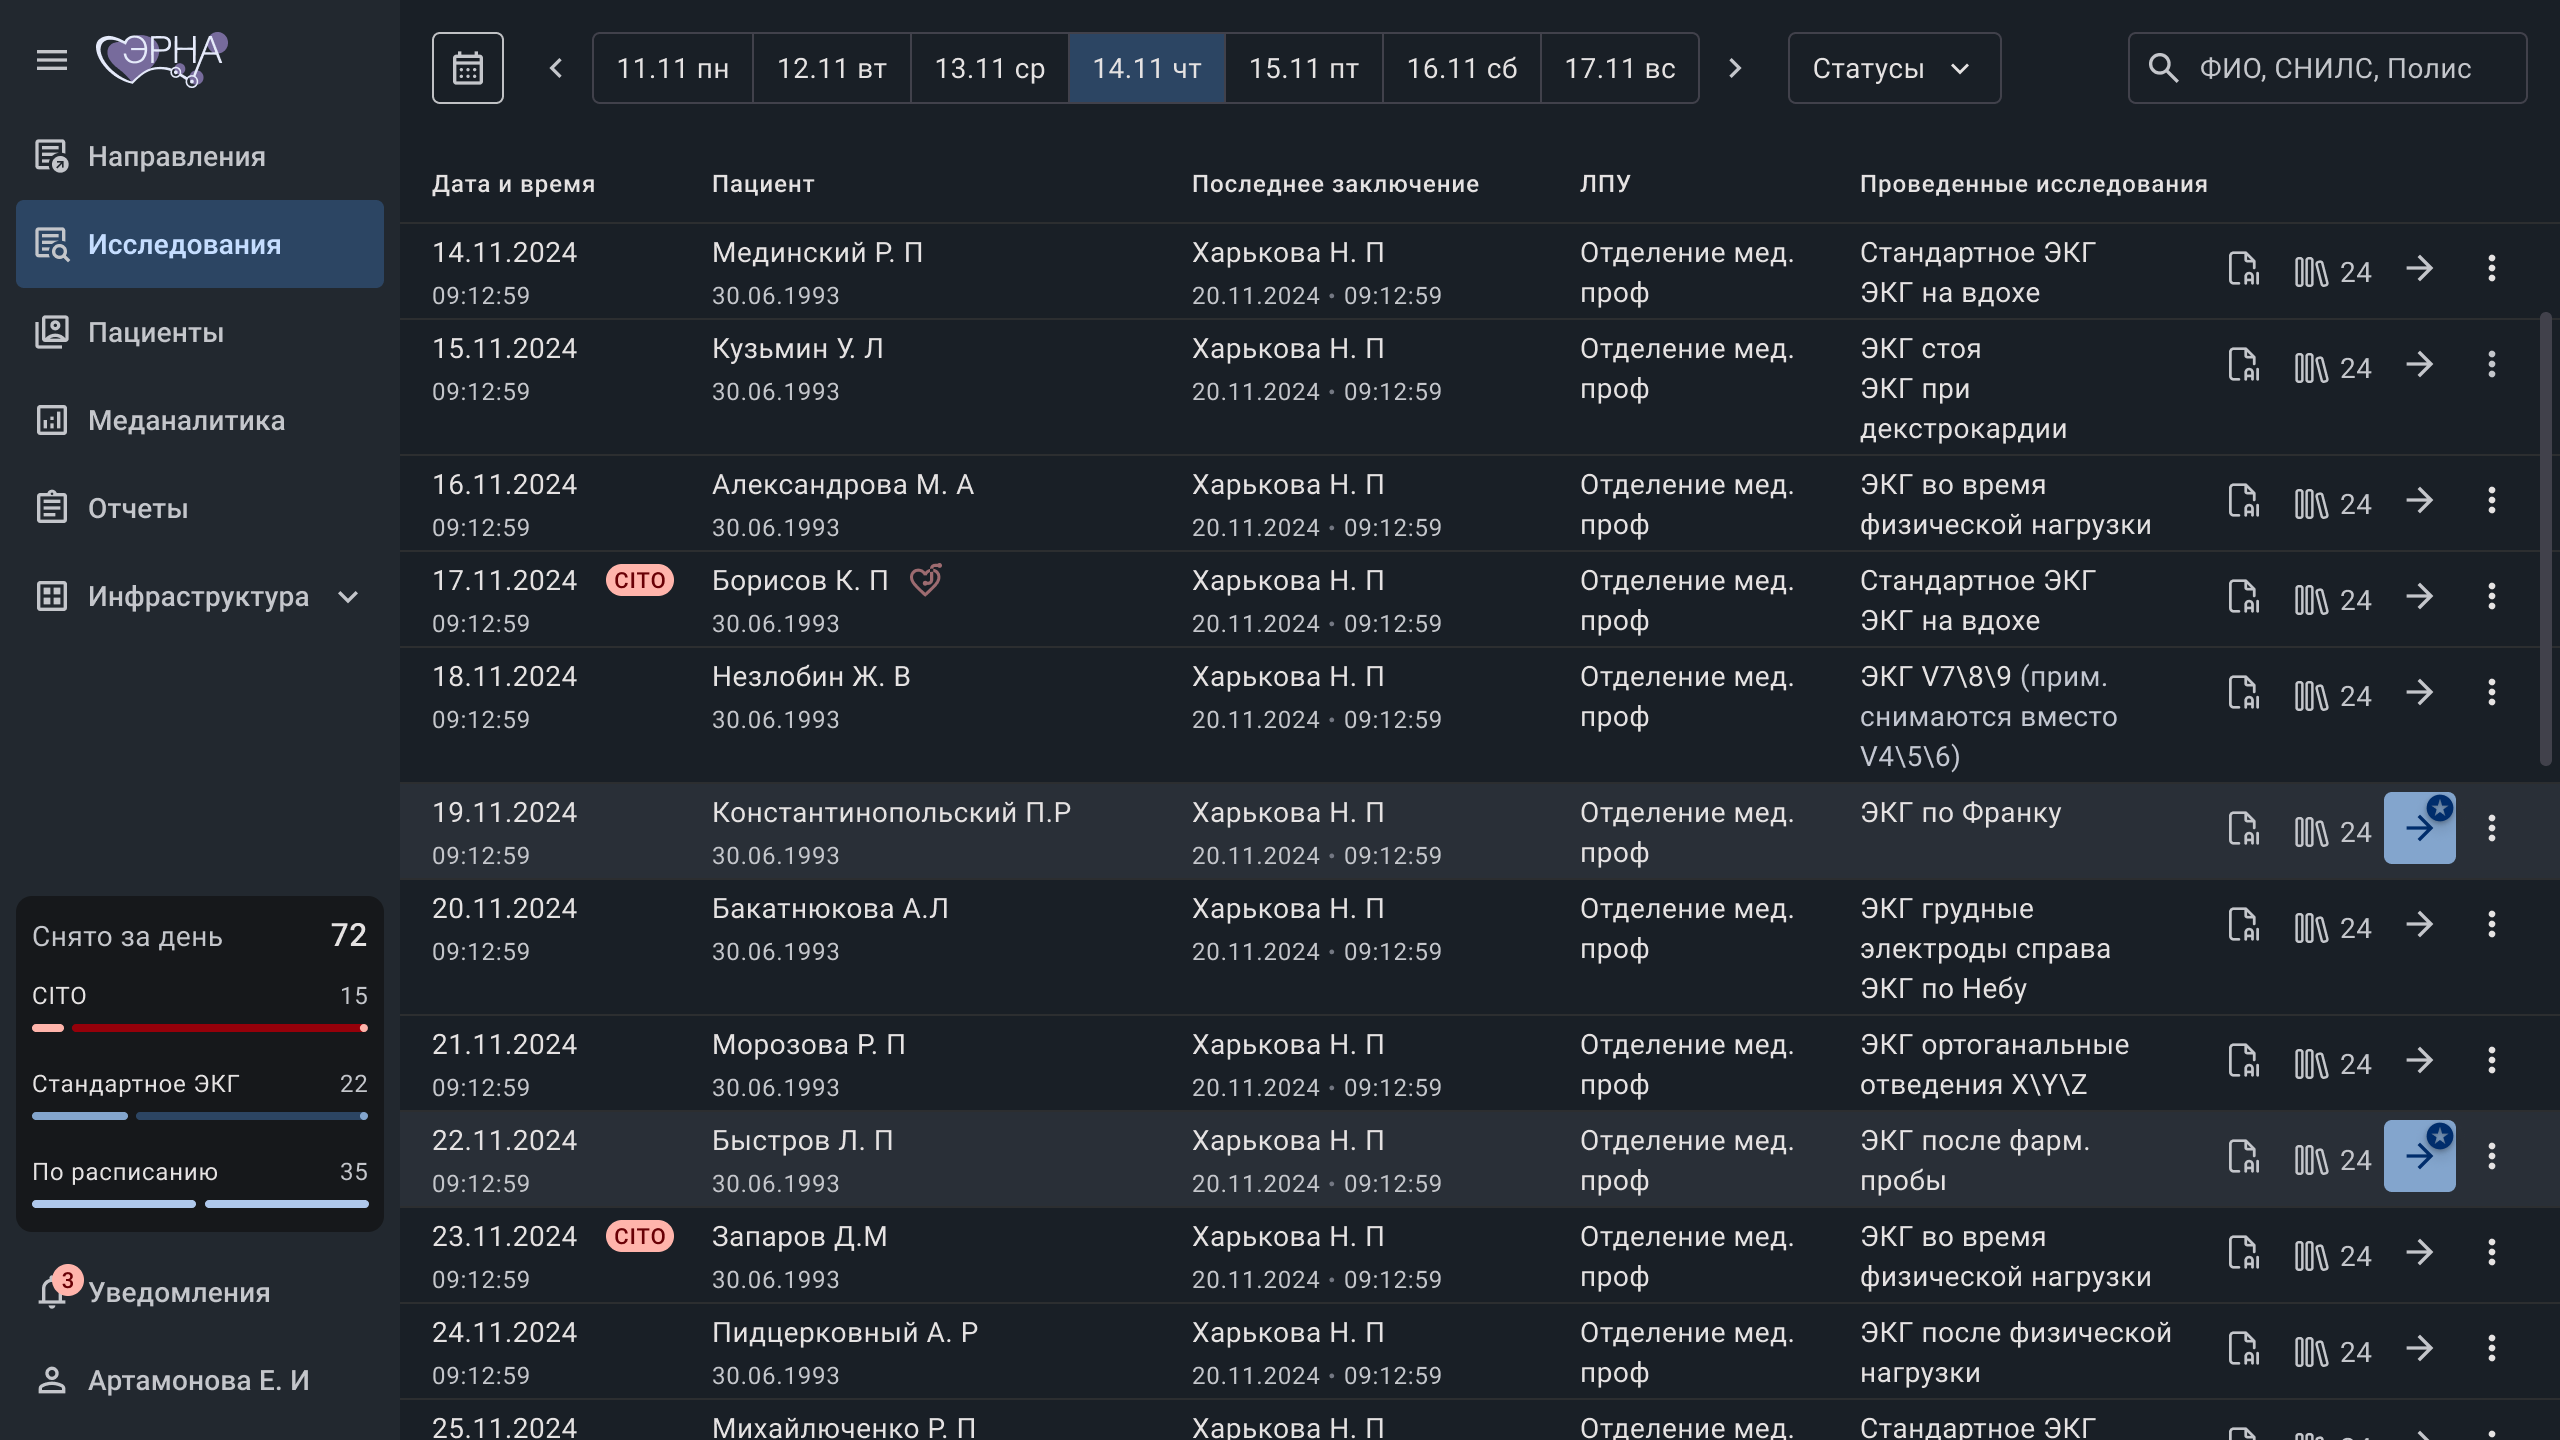 ЭРНА
Направления
Исследования
Пациенты
Меданалитика
Отчеты
Инфраструктура
Снято за день 72
CITO 15
Стандартное ЭКГ 22
По расписанию 35
3
Уведомления
Артамонова Е. И
11.11 пн 12.11 вт 13.11 ср 14.11 чт 15.11 пт 16.11 сб 17.11 вс
Статусы
ФИО, СНИЛС, Полис
Дата и время Пациент Последнее заключение ЛПУ Проведенные исследования
14.11.2024 Мединский Р. П Харькова Н. П Отделение мед. Стандартное ЭКГ AI 24
09:12:59 30.06.1993 20.11.2024 • 09:12:59 проф ЭКГ на вдохе
15.11.2024 Кузьмин У. Л Харькова Н. П Отделение мед. ЭКГ стоя AI 24
09:12:59 30.06.1993 20.11.2024 • 09:12:59 проф ЭКГ при
декстрокардии
16.11.2024 Александрова М. А Харькова Н. П Отделение мед. ЭКГ во время AI 24
09:12:59 30.06.1993 20.11.2024 • 09:12:59 проф физической нагрузки
17.11.2024 CITO Борисов К. П Харькова Н. П Отделение мед. Стандартное ЭКГ AI 24
09:12:59 30.06.1993 20.11.2024 • 09:12:59 проф ЭКГ на вдохе
18.11.2024 Незлобин Ж. В Харькова Н. П Отделение мед. ЭКГ V7\8\9 (прим. AI 24
09:12:59 30.06.1993 20.11.2024 • 09:12:59 проф снимаются вместо
V4\5\6)
19.11.2024 Константинопольский П.Р Харькова Н. П Отделение мед. ЭКГ по Франку AI 24
09:12:59 30.06.1993 20.11.2024 • 09:12:59 проф
20.11.2024 Бакатнюкова А.Л Харькова Н. П Отделение мед. ЭКГ грудные AI 24
09:12:59 30.06.1993 20.11.2024 • 09:12:59 проф электроды справа
ЭКГ по Небу
21.11.2024 Морозова Р. П Харькова Н. П Отделение мед. ЭКГ ортоганальные AI 24
09:12:59 30.06.1993 20.11.2024 • 09:12:59 проф отведения X\Y\Z
22.11.2024 Быстров Л. П Харькова Н. П Отделение мед. ЭКГ после фарм. AI 24
09:12:59 30.06.1993 20.11.2024 • 09:12:59 проф пробы
23.11.2024 CITO Запаров Д.М Харькова Н. П Отделение мед. ЭКГ во время AI 24
09:12:59 30.06.1993 20.11.2024 • 09:12:59 проф физической нагрузки
24.11.2024 Пидцерковный А. Р Харькова Н. П Отделение мед. ЭКГ после физической AI 24
09:12:59 30.06.1993 20.11.2024 • 09:12:59 проф нагрузки
25.11.2024 Михайлюченко Р. П Харькова Н. П Отделение мед. Стандартное ЭКГ